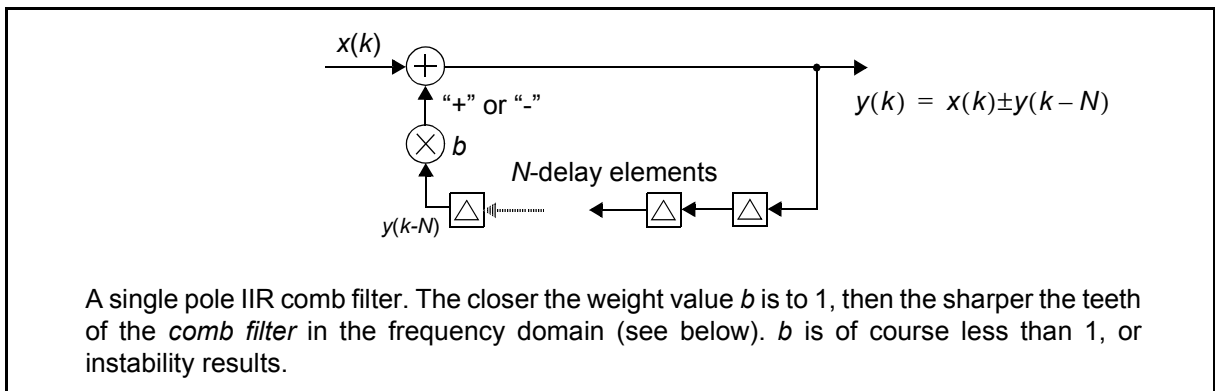 x(k)
"+" or "-"
y(k) = x(k)±y(k – N)
b
N-delay elements
y(k-N)
A single pole IIR comb filter. The closer the weight value b is to 1, then the sharper the teeth
of the comb filter in the frequency domain (see below). b is of course less than 1, or
instability results.